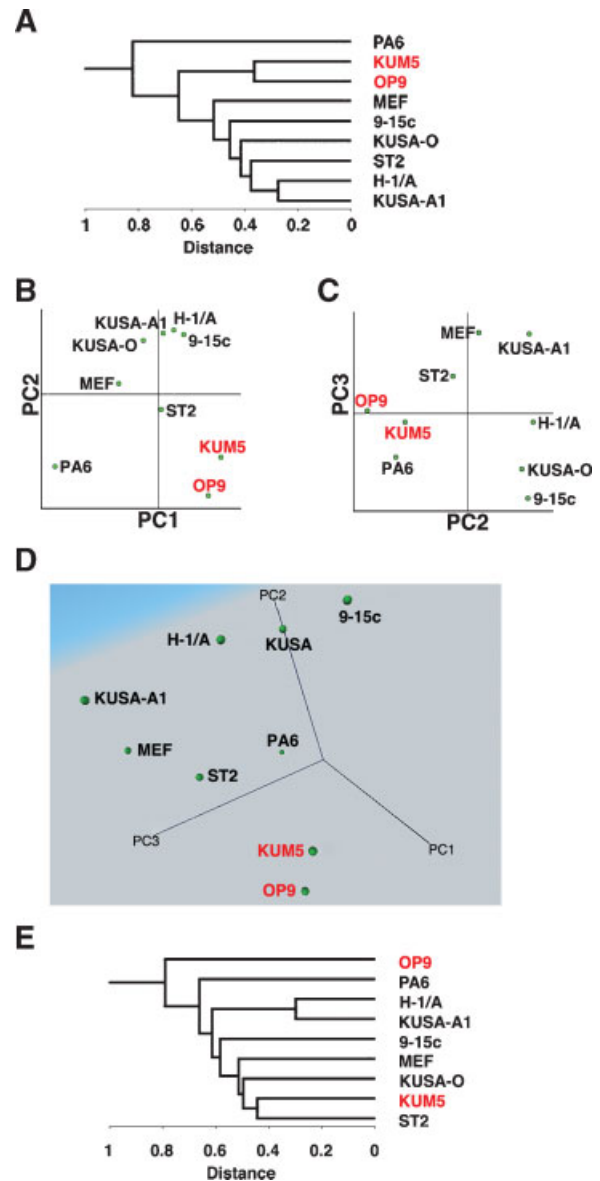 A
PA6
KUM5
OP9
MEF
9-15c
KUSA-O
ST2
H-1/A
KUSA-A1
1 0.8 0.6 0.4 0.2 0
Distance
B
PC2
KUSA-A1
H-1/A
KUSA-O
9-15c
MEF
ST2
PA6
KUM5
OP9
PC1
C
PC3
MEF
KUSA-A1
ST2
OP9
KUM5
H-1/A
PA6
KUSA-O
9-15c
PC2
D
PC2
9-15c
H-1/A
KUSA
KUSA-A1
MEF
PA6
ST2
PC3
KUM5
PC1
OP9
E
OP9
PA6
H-1/A
KUSA-A1
9-15c
MEF
KUSA-O
KUM5
ST2
1 0.8 0.6 0.4 0.2 0
Distance